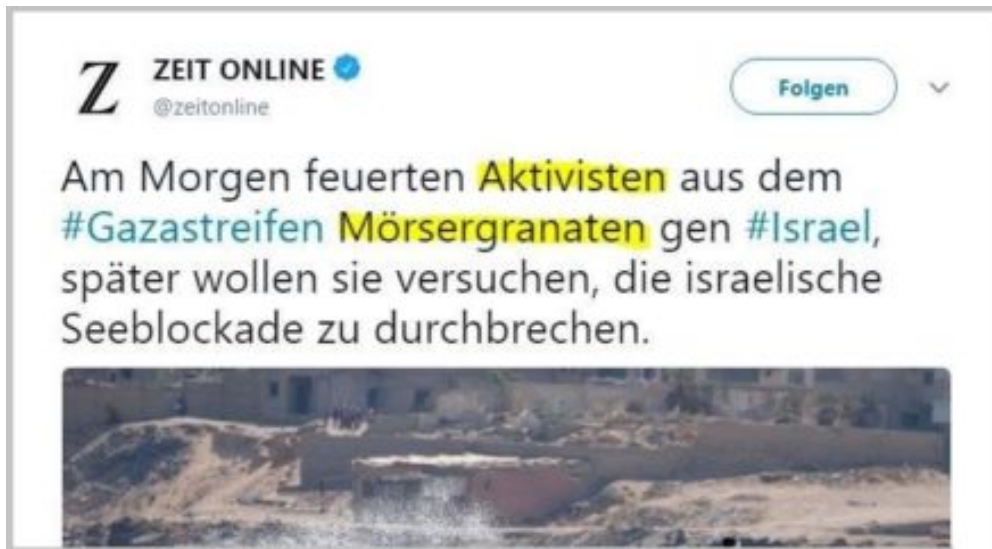 Z
ZEIT ONLINE
@zeitonline
Folgen
Am Morgen feuerten Aktivisten aus dem
#Gazastreifen Mörsergranaten gen #Israel,
später wollen sie versuchen, die israelische
Seeblockade zu durchbrechen.